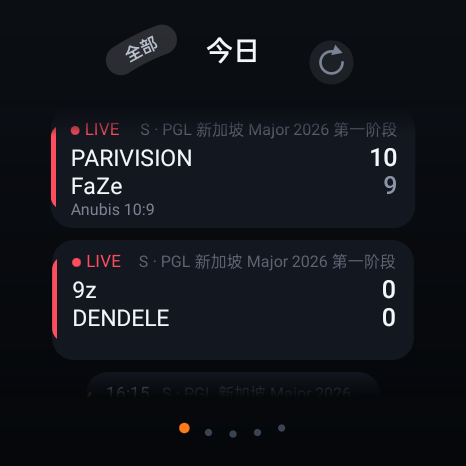 全部
今日
LIVE S · PGL 新加坡 Major 2026 第一阶段
PARIVISION 10
FaZe 9
Anubis 10:9
LIVE S · PGL 新加坡 Major 2026 第一阶段
9z 0
DENDELE 0
16:15 S · PGL 新加坡 Major 2026